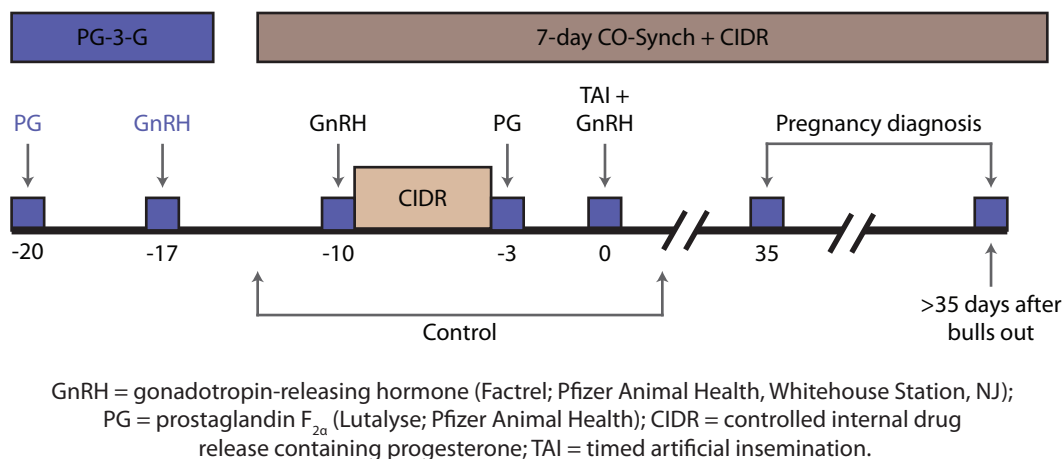 PG-3-G
7-day CO-Synch + CIDR
PG
GnRH
GnRH
PG
TAI +
GnRH
Pregnancy diagnosis
CIDR
-20
-17
-10
-3
0
35
Control
>35 days after
bulls out
GnRH = gonadotropin-releasing hormone (Factrel; Pfizer Animal Health, Whitehouse Station, NJ);
PG = prostaglandin F2α (Lutalyse; Pfizer Animal Health); CIDR = controlled internal drug
release containing progesterone; TAI = timed artificial insemination.